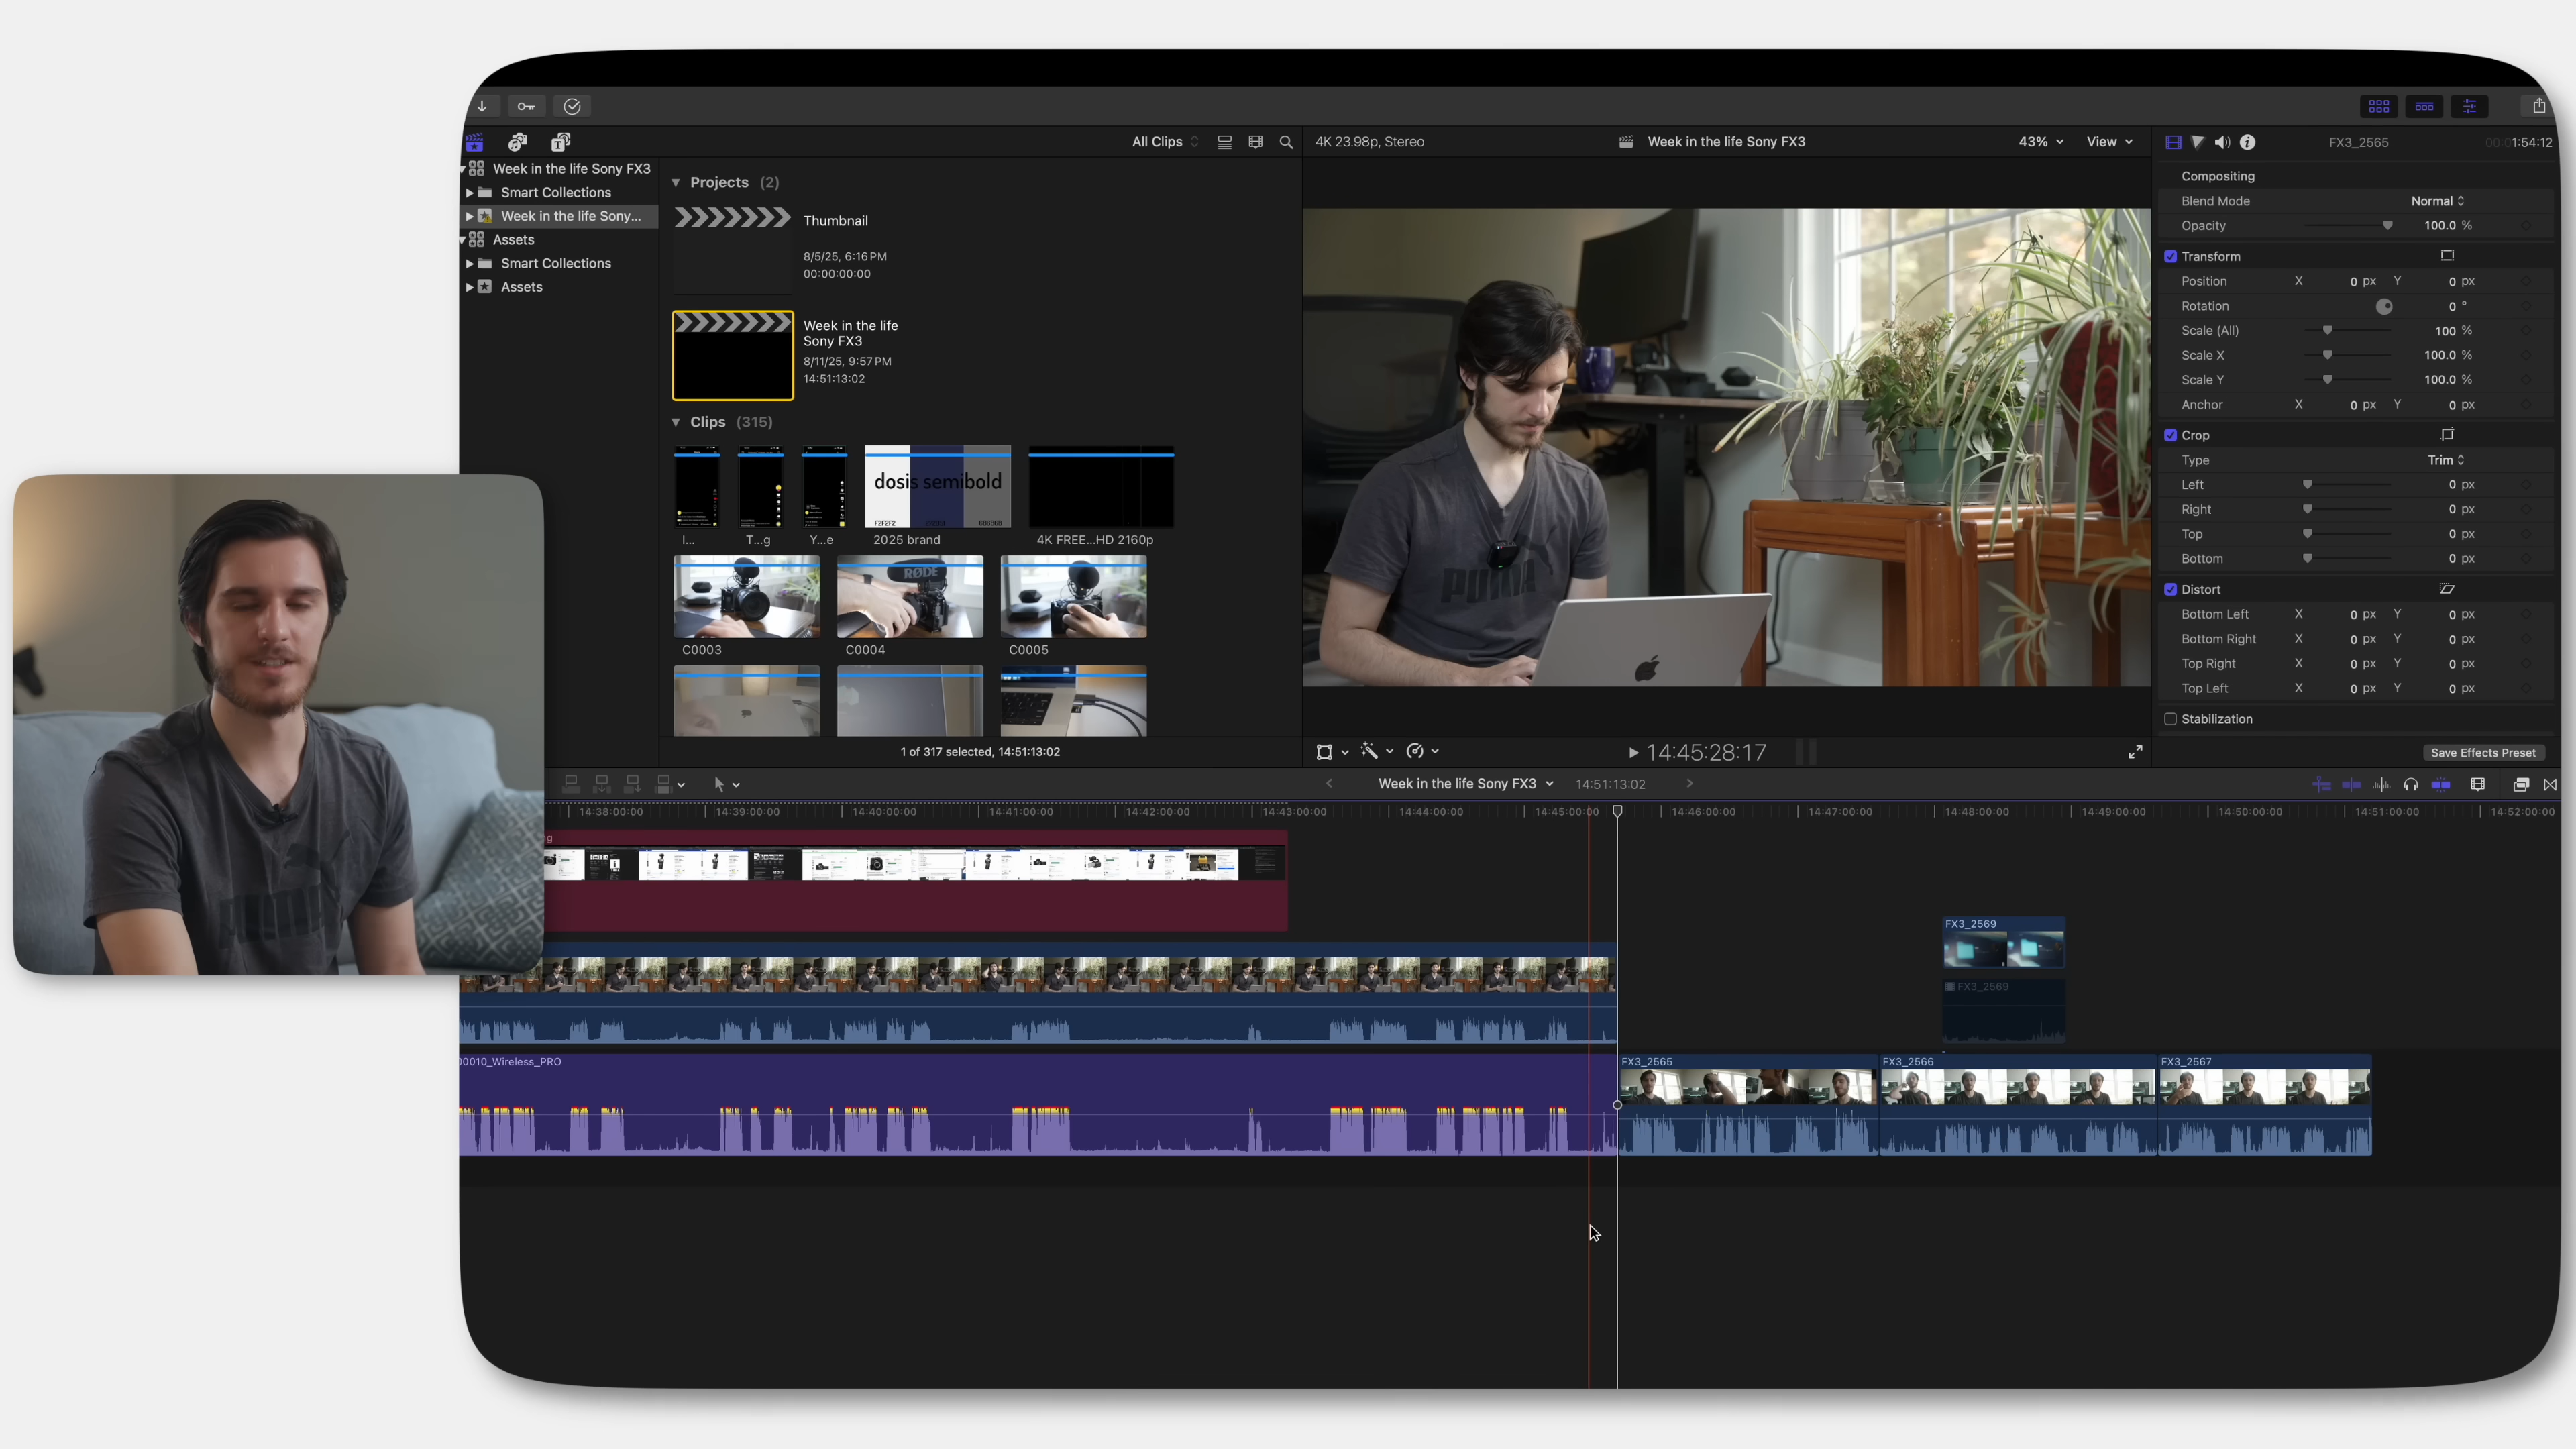 All Clips
4K 23.98p, Stereo
Week in the life Sony FX3
43%
View
FX3_2565
00:01:54:12
Week in the life Sony FX3
Smart Collections
Week in the life Sony...
Assets
Smart Collections
Assets
Projects (2)
Thumbnail
8/5/25, 6:16 PM
00:00:00:00
Week in the life
Sony FX3
8/11/25, 9:57 PM
14:51:13:02
Clips (315)
dosis semibold
F2F2F2
I...
T...g
Y...e
2025 brand
4K FREE...HD 2160p
RØDE
C0003
C0004
C0005
1 of 317 selected, 14:51:13:02
PUMA
14:45:28:17
Compositing
Blend Mode Normal
Opacity 100.0 %
Transform
Position X 0 px Y 0 px
Rotation 0 °
Scale (All) 100 %
Scale X 100.0 %
Scale Y 100.0 %
Anchor X 0 px Y 0 px
Crop
Type Trim
Left 0 px
Right 0 px
Top 0 px
Bottom 0 px
Distort
Bottom Left X 0 px Y 0 px
Bottom Right X 0 px Y 0 px
Top Right X 0 px Y 0 px
Top Left X 0 px Y 0 px
Stabilization
Save Effects Preset
Week in the life Sony FX3
14:51:13:02
14:38:00:00 14:39:00:00 14:40:00:00 14:41:00:00 14:42:00:00 14:43:00:00 14:44:00:00 14:45:00:00 14:46:00:00 14:47:00:00 14:48:00:00 14:49:00:00 14:50:00:00 14:51:00:00 14:52:00:00
FX3_2569
FX3_2569
00010_Wireless_PRO
FX3_2565
FX3_2566
FX3_2567